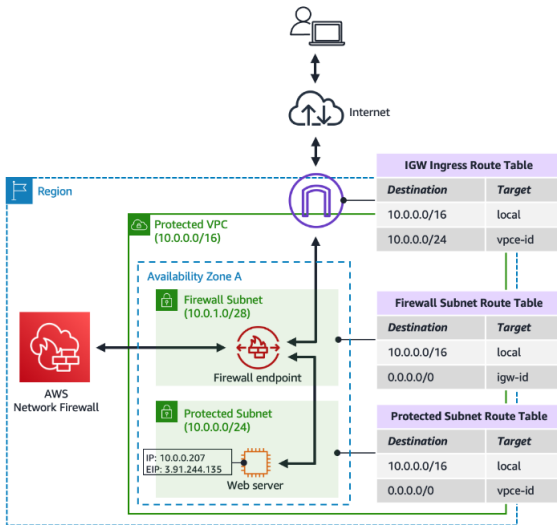 Internet
Region
IGW Ingress Route Table
Destination Target
10.0.0.0/16 local
10.0.0.0/24 vpce-id
Protected VPC
(10.0.0.0/16)
Availability Zone A
Firewall Subnet
(10.0.1.0/28)
Firewall endpoint
AWS
Network Firewall
Firewall Subnet Route Table
Destination Target
10.0.0.0/16 local
0.0.0.0/0 igw-id
Protected Subnet
(10.0.0.0/24)
IP: 10.0.0.207
EIP: 3.91.244.135
Web server
Protected Subnet Route Table
Destination Target
10.0.0.0/16 local
0.0.0.0/0 vpce-id